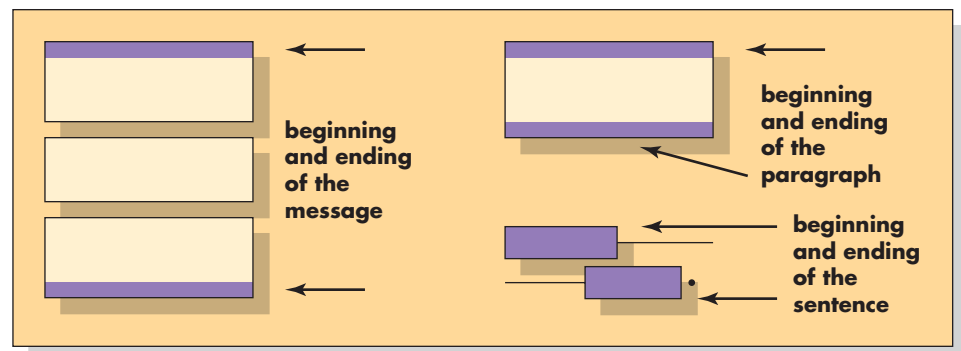 beginning
and ending
of the
message
beginning
and ending
of the
paragraph
beginning
and ending
of the
sentence